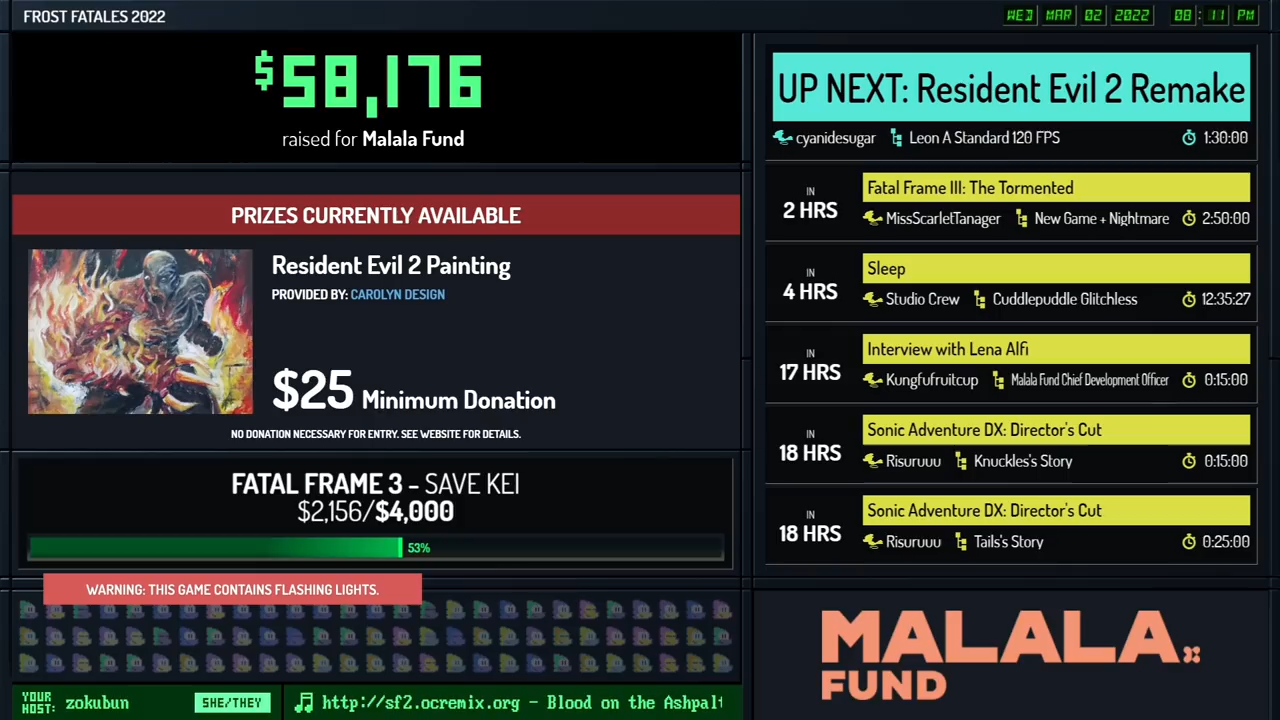 FROST FATALES 2022
WED MAR 02 2022 08:11 PM
$58,176
raised for Malala Fund
PRIZES CURRENTLY AVAILABLE
Resident Evil 2 Painting
PROVIDED BY: CAROLYN DESIGN
$25 Minimum Donation
NO DONATION NECESSARY FOR ENTRY. SEE WEBSITE FOR DETAILS.
FATAL FRAME 3 - SAVE KEI
$2,156/$4,000
53%
WARNING: THIS GAME CONTAINS FLASHING LIGHTS.
YOUR HOST: zokubun SHE/THEY
http://sf2.ocremix.org - Blood on the Ashpalt
UP NEXT: Resident Evil 2 Remake
cyanidesugar Leon A Standard 120 FPS 1:30:00
IN 2 HRS
Fatal Frame III: The Tormented
MissScarletTanager New Game + Nightmare 2:50:00
IN 4 HRS
Sleep
Studio Crew Cuddlepuddle Glitchless 12:35:27
IN 17 HRS
Interview with Lena Alfi
Kungfufruitcup Malala Fund Chief Development Officer 0:15:00
IN 18 HRS
Sonic Adventure DX: Director's Cut
Risuruuu Knuckles's Story 0:15:00
IN 18 HRS
Sonic Adventure DX: Director's Cut
Risuruuu Tails's Story 0:25:00
MALALA
FUND